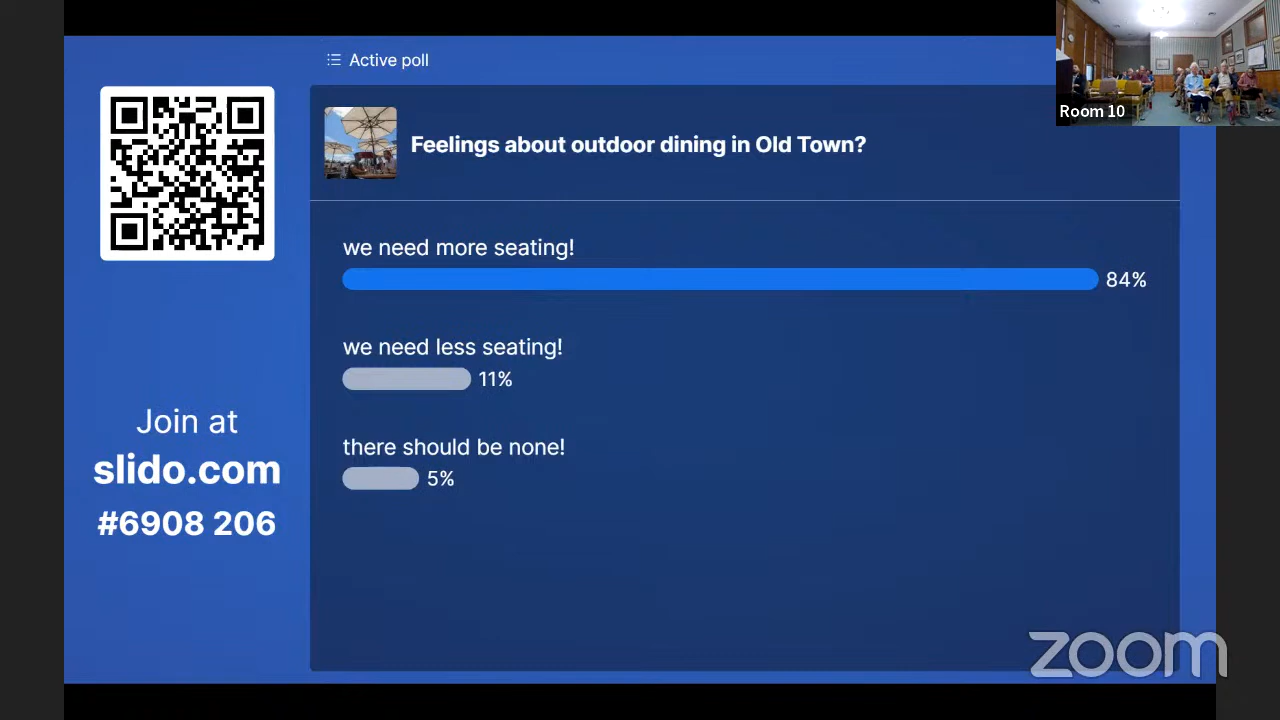 Active poll
Room 10
Feelings about outdoor dining in Old Town?
we need more seating!
84%
we need less seating!
11%
there should be none!
5%
Join at
slido.com
#6908 206
zoom